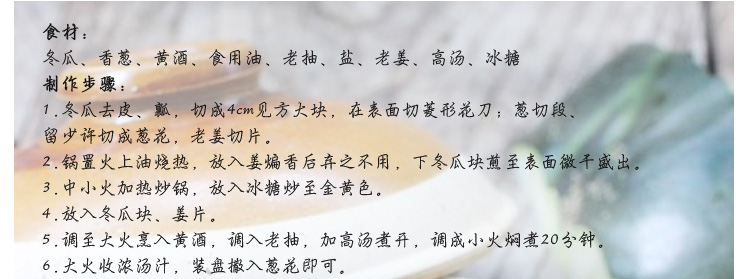 食材：
冬瓜、香葱、黄酒、食用油、老抽、盐、老姜、高汤、冰糖
制作步骤：
1.冬瓜去皮、瓢，切成4cm见方大块，在表面切菱形花刀；葱切段、
留少许切成葱花，老姜切片。
2.锅置火上油烧热，放入姜煸香后弃之不用，下冬瓜块煎至表面微干盛出。
3.中小火加热炒锅，放入冰糖炒至金黄色。
4.放入冬瓜块、姜片。
5.调至大火烹入黄酒，调入老抽，加高汤煮开，调成小火焖煮20分钟。
6.大火收浓汤汁，装盘撒入葱花即可。